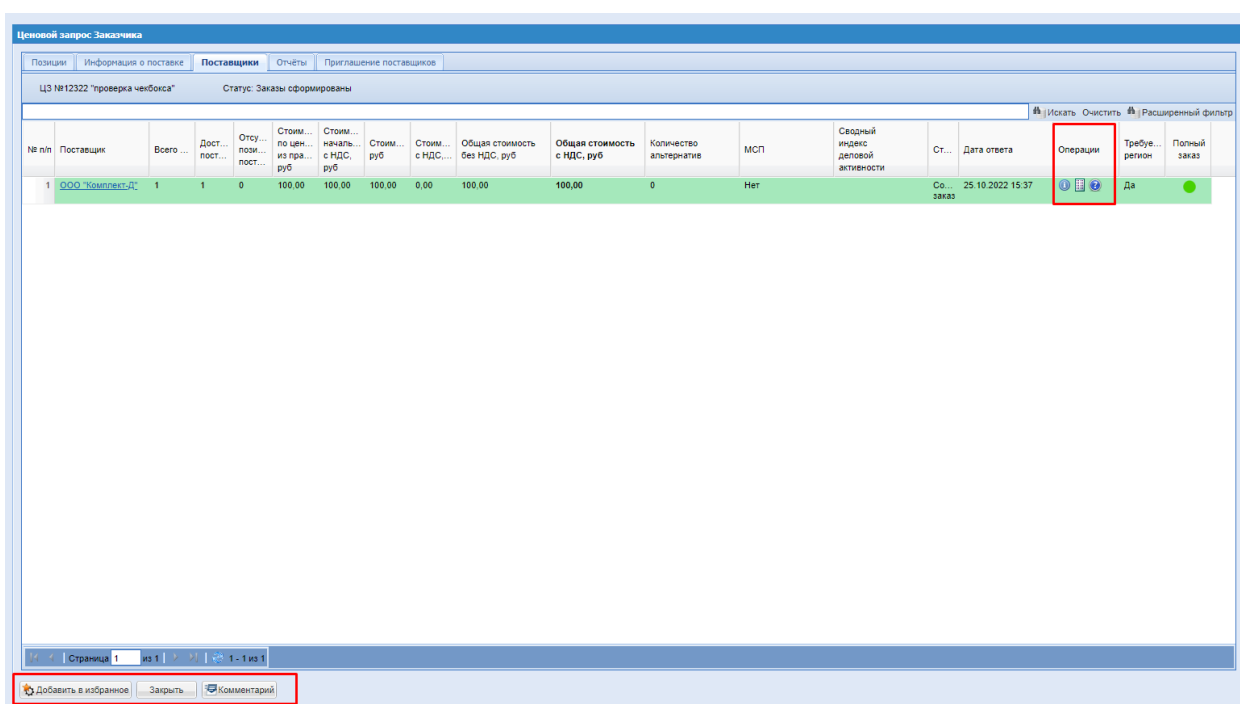 Ценовой запрос Заказчика
Позиции Информация о поставке Поставщики Отчёты Приглашение поставщиков
ЦЗ №12322 "проверка чекбокса" Статус: Заказы сформированы
Искать Очистить Расширенный фильтр
№ п/п Поставщик Всего ... Дост... пост... Отсу... пози... пост... Стоим... по цен... из пра... руб Стоим... началь... с НДС, руб Стоим... руб Стоим... с НДС,... Общая стоимость без НДС, руб Общая стоимость с НДС, руб Количество альтернатив МСП Сводный индекс деловой активности Ст... Дата ответа Операции Требуе... регион Полный заказ
1 ООО "Комплект-Д" 1 1 0 100,00 100,00 100,00 0,00 100,00 100,00 0 Нет Со... заказ 25.10.2022 15:37 Да
Страница 1 из 1 1 - 1 из 1
Добавить в избранное Закрыть Комментарий